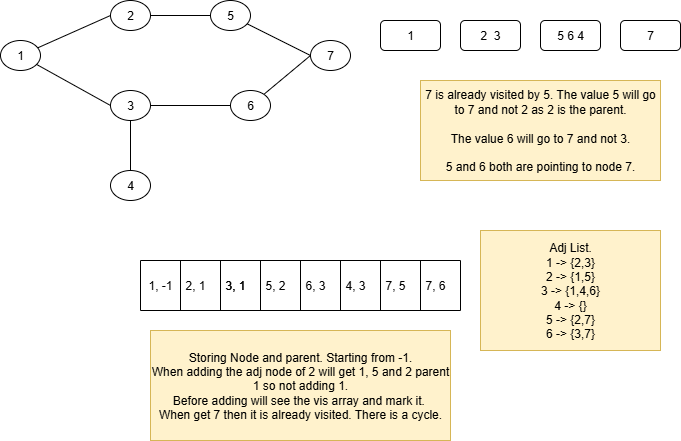 2
5
1
7
3
6
4
1
2 3
5 6 4
7
7 is already visited by 5. The value 5 will go
to 7 and not 2 as 2 is the parent.
The value 6 will go to 7 and not 3.
5 and 6 both are pointing to node 7.
Adj List.
1 -> {2,3}
2 -> {1,5}
3 -> {1,4,6}
4 -> {}
5 -> {2,7}
6 -> {3,7}
1, -1
2, 1
3, 1
5, 2
6, 3
4, 3
7, 5
7, 6
Storing Node and parent. Starting from -1.
When adding the adj node of 2 will get 1, 5 and 2 parent
1 so not adding 1.
Before adding will see the vis array and mark it.
When get 7 then it is already visited. There is a cycle.